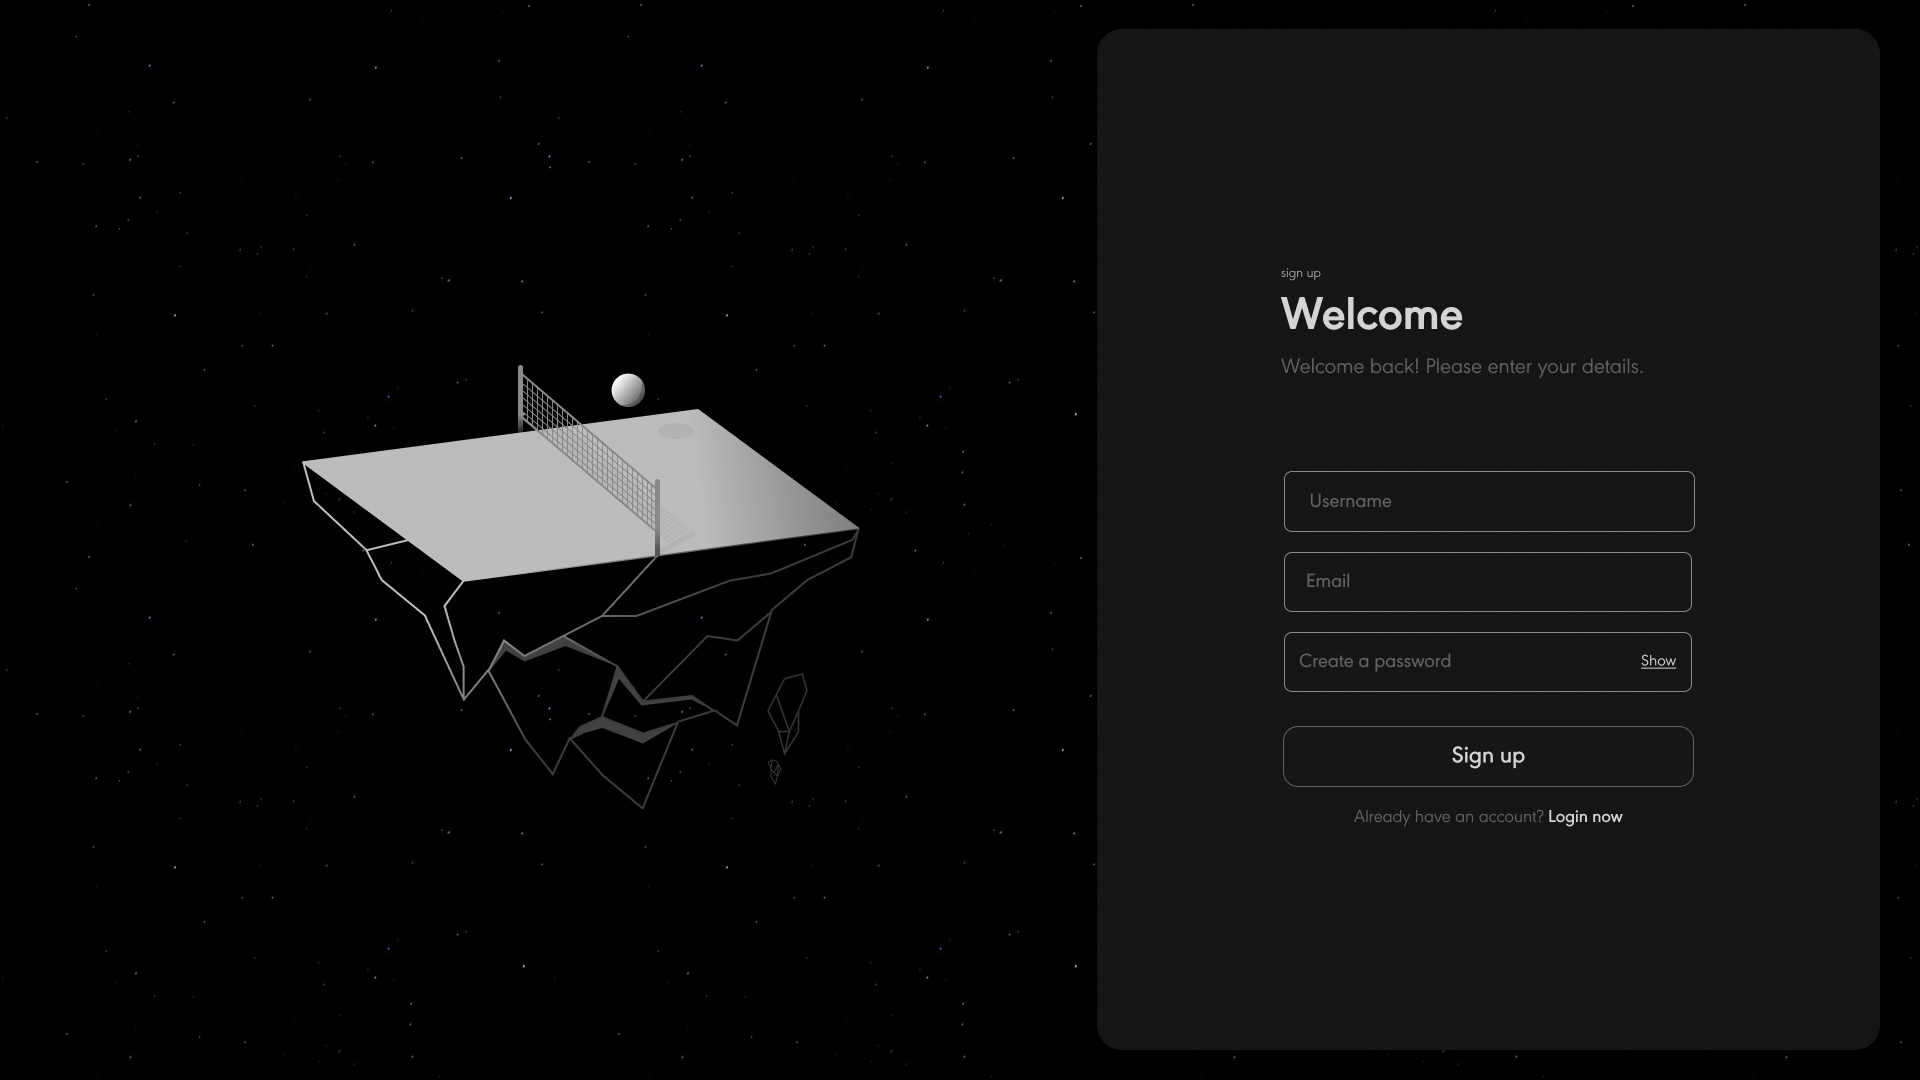 sign up
Welcome
Welcome back! Please enter your details.
Username
Email
Create a password Show
Sign up
Already have an account? Login now